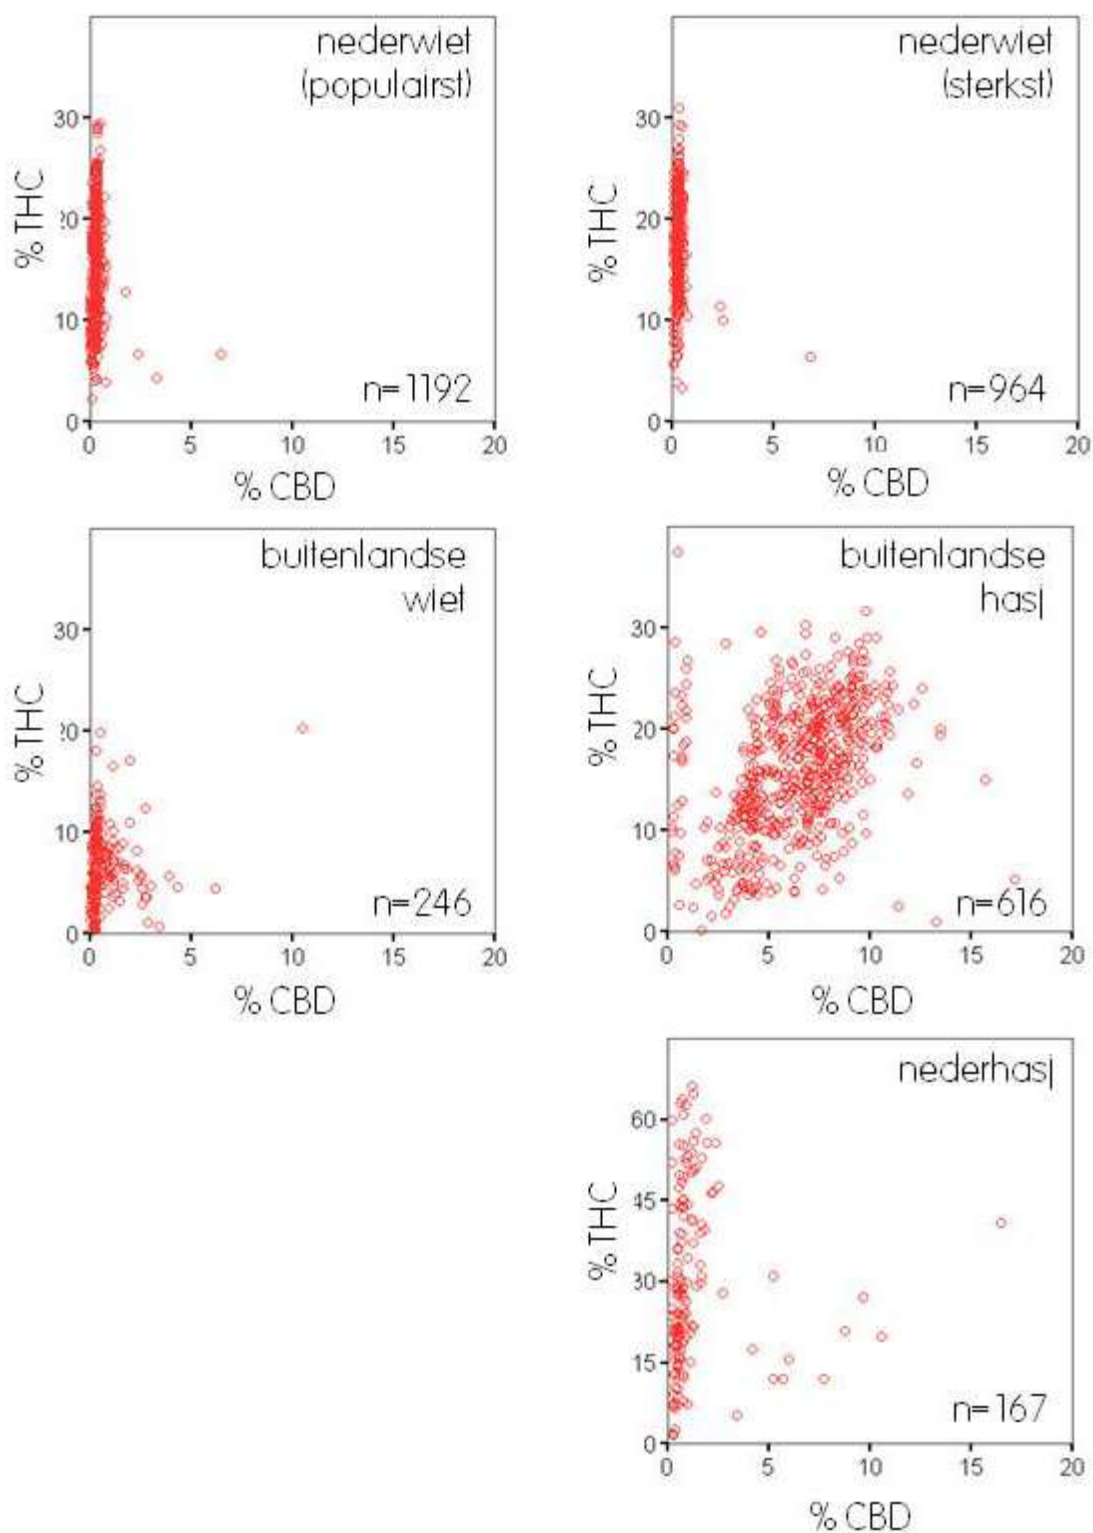 nederwiet
(populairst)
30
20
10
0
% THC
n=1192
0 5 10 15 20
% CBD
nederwiet
(sterkst)
30
20
10
0
% THC
n=964
0 5 10 15 20
% CBD
buitenlandse
wiet
30
20
10
0
% THC
n=246
0 5 10 15 20
% CBD
buitenlandse
hasj
30
20
10
0
% THC
n=616
0 5 10 15 20
% CBD
nederhasj
60
45
30
15
0
% THC
n=167
0 5 10 15 20
% CBD